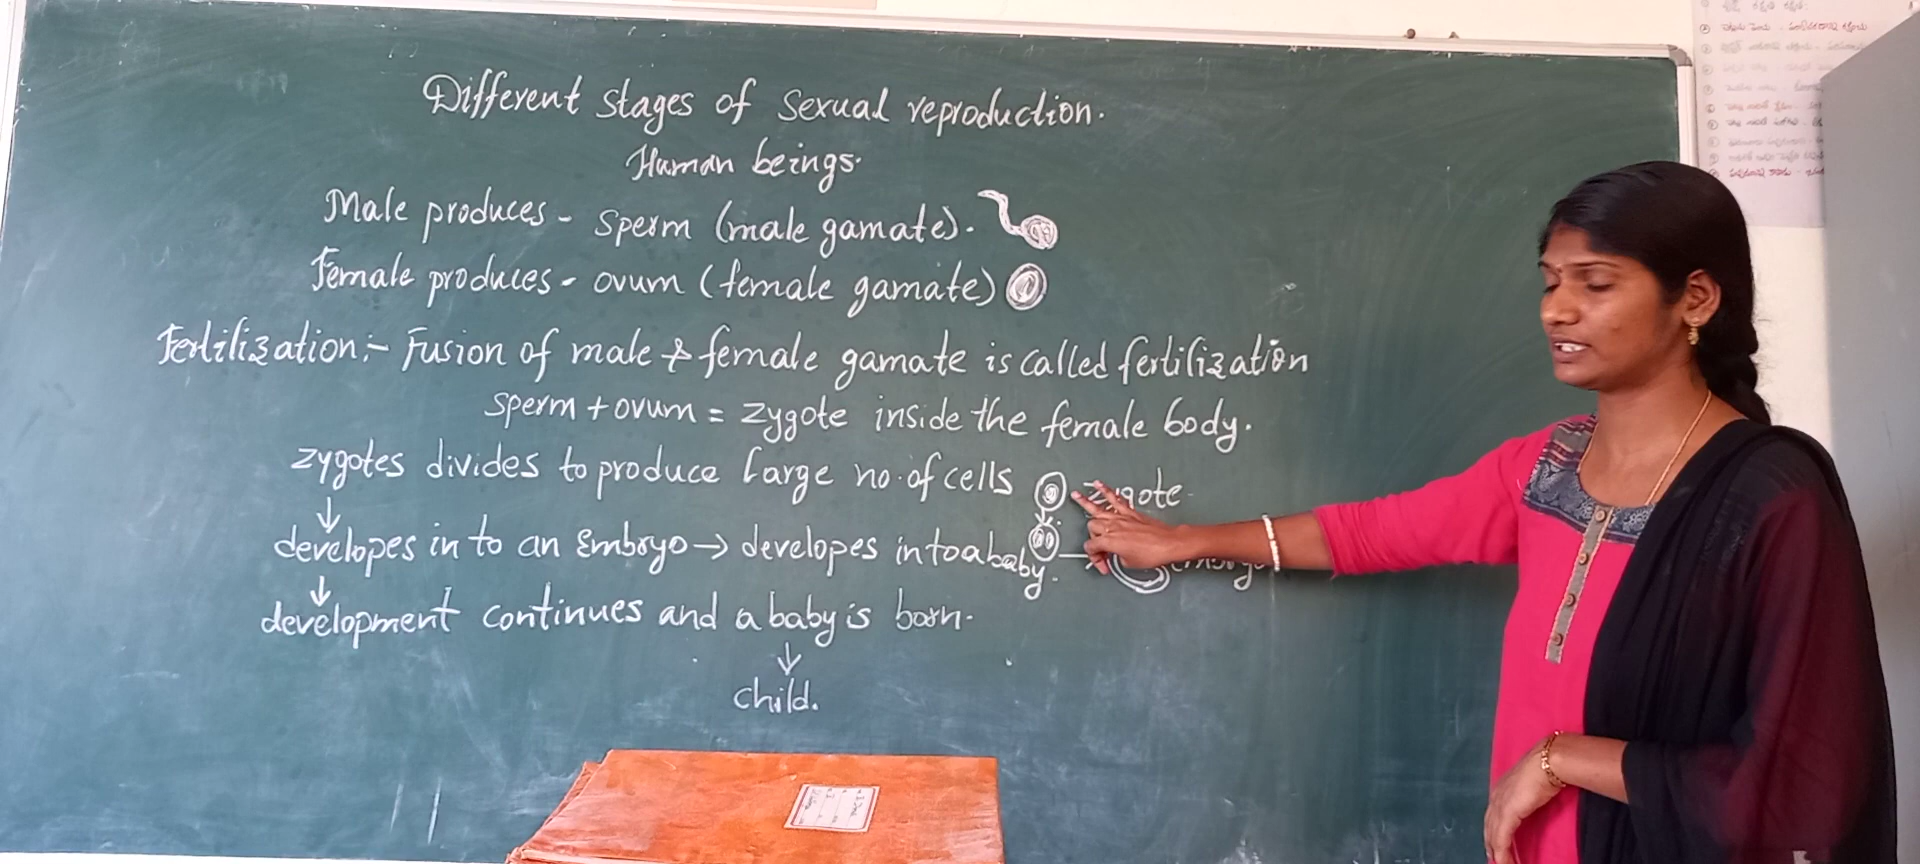 Different stages of sexual reproduction.
Human beings.
Male produces - sperm (male gamate).
Female produces - ovum (female gamate)
Fertilization :- Fusion of male & female gamate is called fertilization
sperm + ovum = zygote inside the female body.
zygotes divides to produce large no. of cells
zygote
↓
developes in to an Embryo → developes into a baby. →
↓
development continues and a baby is born.
↓
child.